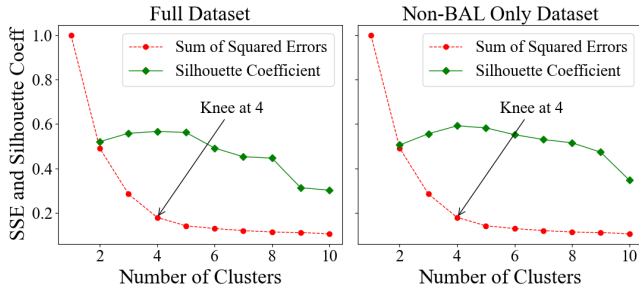 Full Dataset
Non-BAL Only Dataset
SSE and Silhouette Coeff
1.0
0.8
0.6
0.4
0.2
Sum of Squared Errors
Silhouette Coefficient
Knee at 4
2 4 6 8 10
Number of Clusters
Sum of Squared Errors
Silhouette Coefficient
Knee at 4
2 4 6 8 10
Number of Clusters